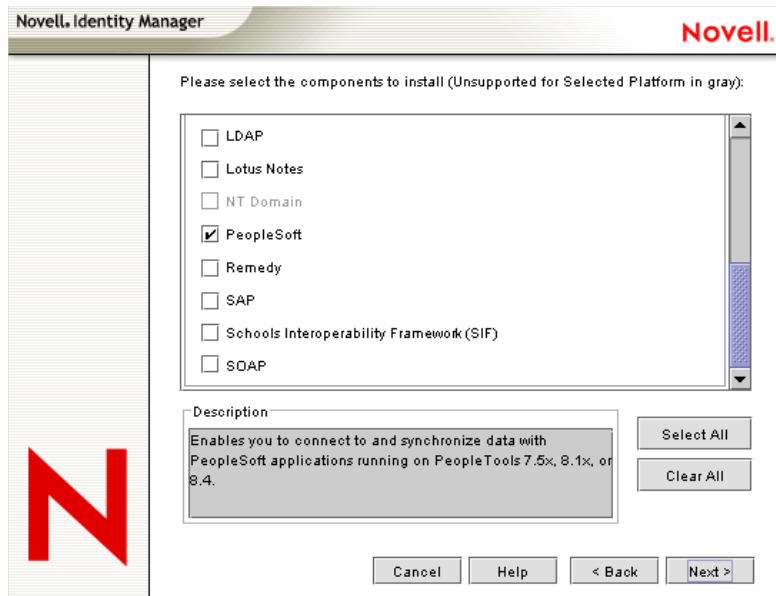 Novell. Identity Manager
Novell.
Please select the components to install (Unsupported for Selected Platform in gray):
LDAP
Lotus Notes
NT Domain
PeopleSoft
Remedy
SAP
Schools Interoperability Framework (SIF)
SOAP
Description
Enables you to connect to and synchronize data with
PeopleSoft applications running on PeopleTools 7.5x, 8.1x, or
8.4.
Select All
Clear All
N
Cancel
Help
< Back
Next >